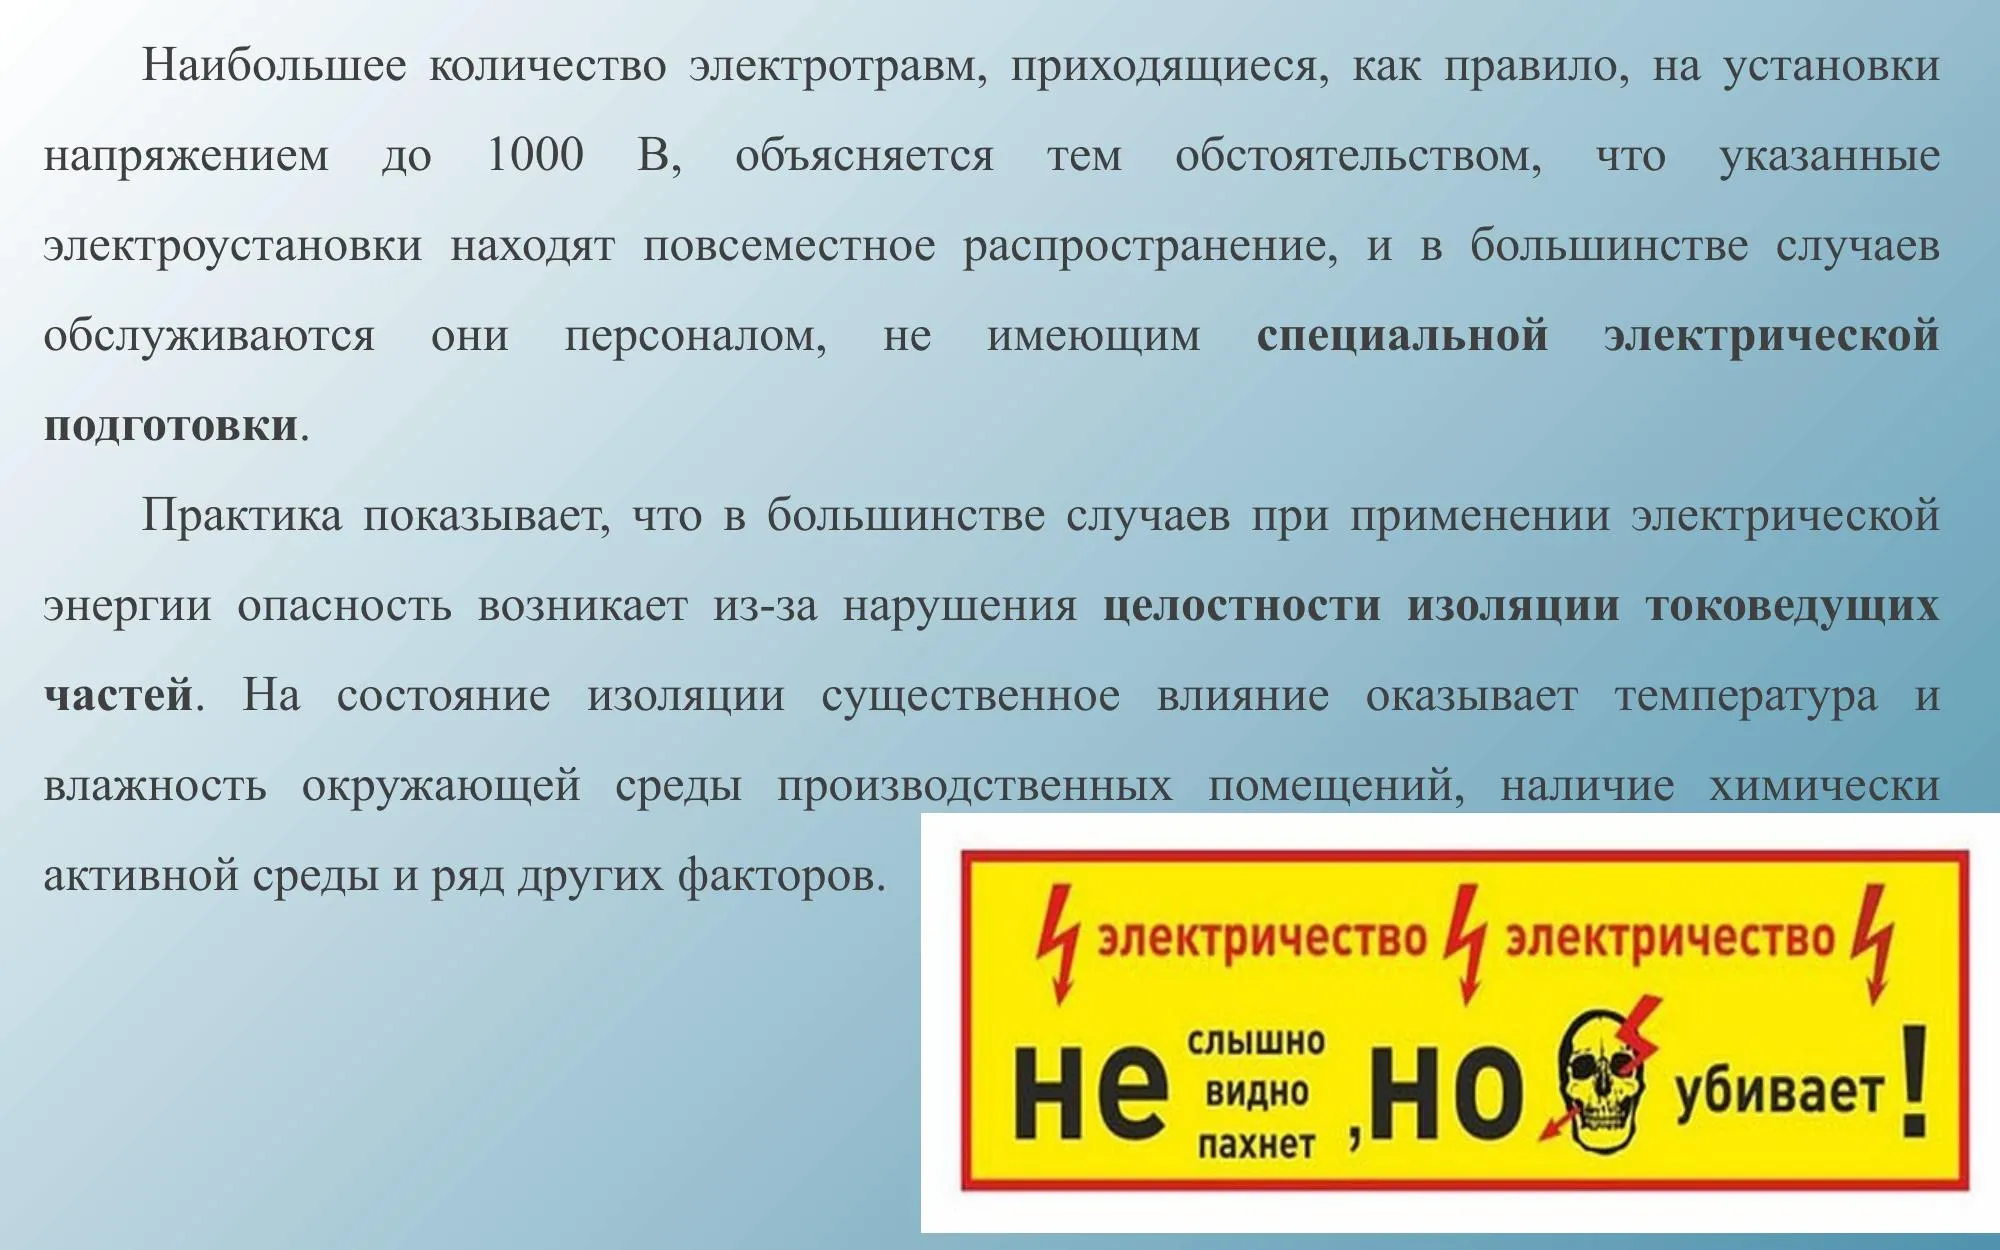 Наибольшее количество электротравм, приходящиеся, как правило, на установки
напряжением до 1000 В, объясняется тем обстоятельством, что указанные
электроустановки находят повсеместное распространение, и в большинстве случаев
обслуживаются они персоналом, не имеющим специальной электрической
подготовки.
Практика показывает, что в большинстве случаев при применении электрической
энергии опасность возникает из-за нарушения целостности изоляции токоведущих
частей. На состояние изоляции существенное влияние оказывает температура и
влажность окружающей среды производственных помещений, наличие химически
активной среды и ряд других факторов.
электричество электричество
не
слышно
видно
пахнет
, но
убивает !